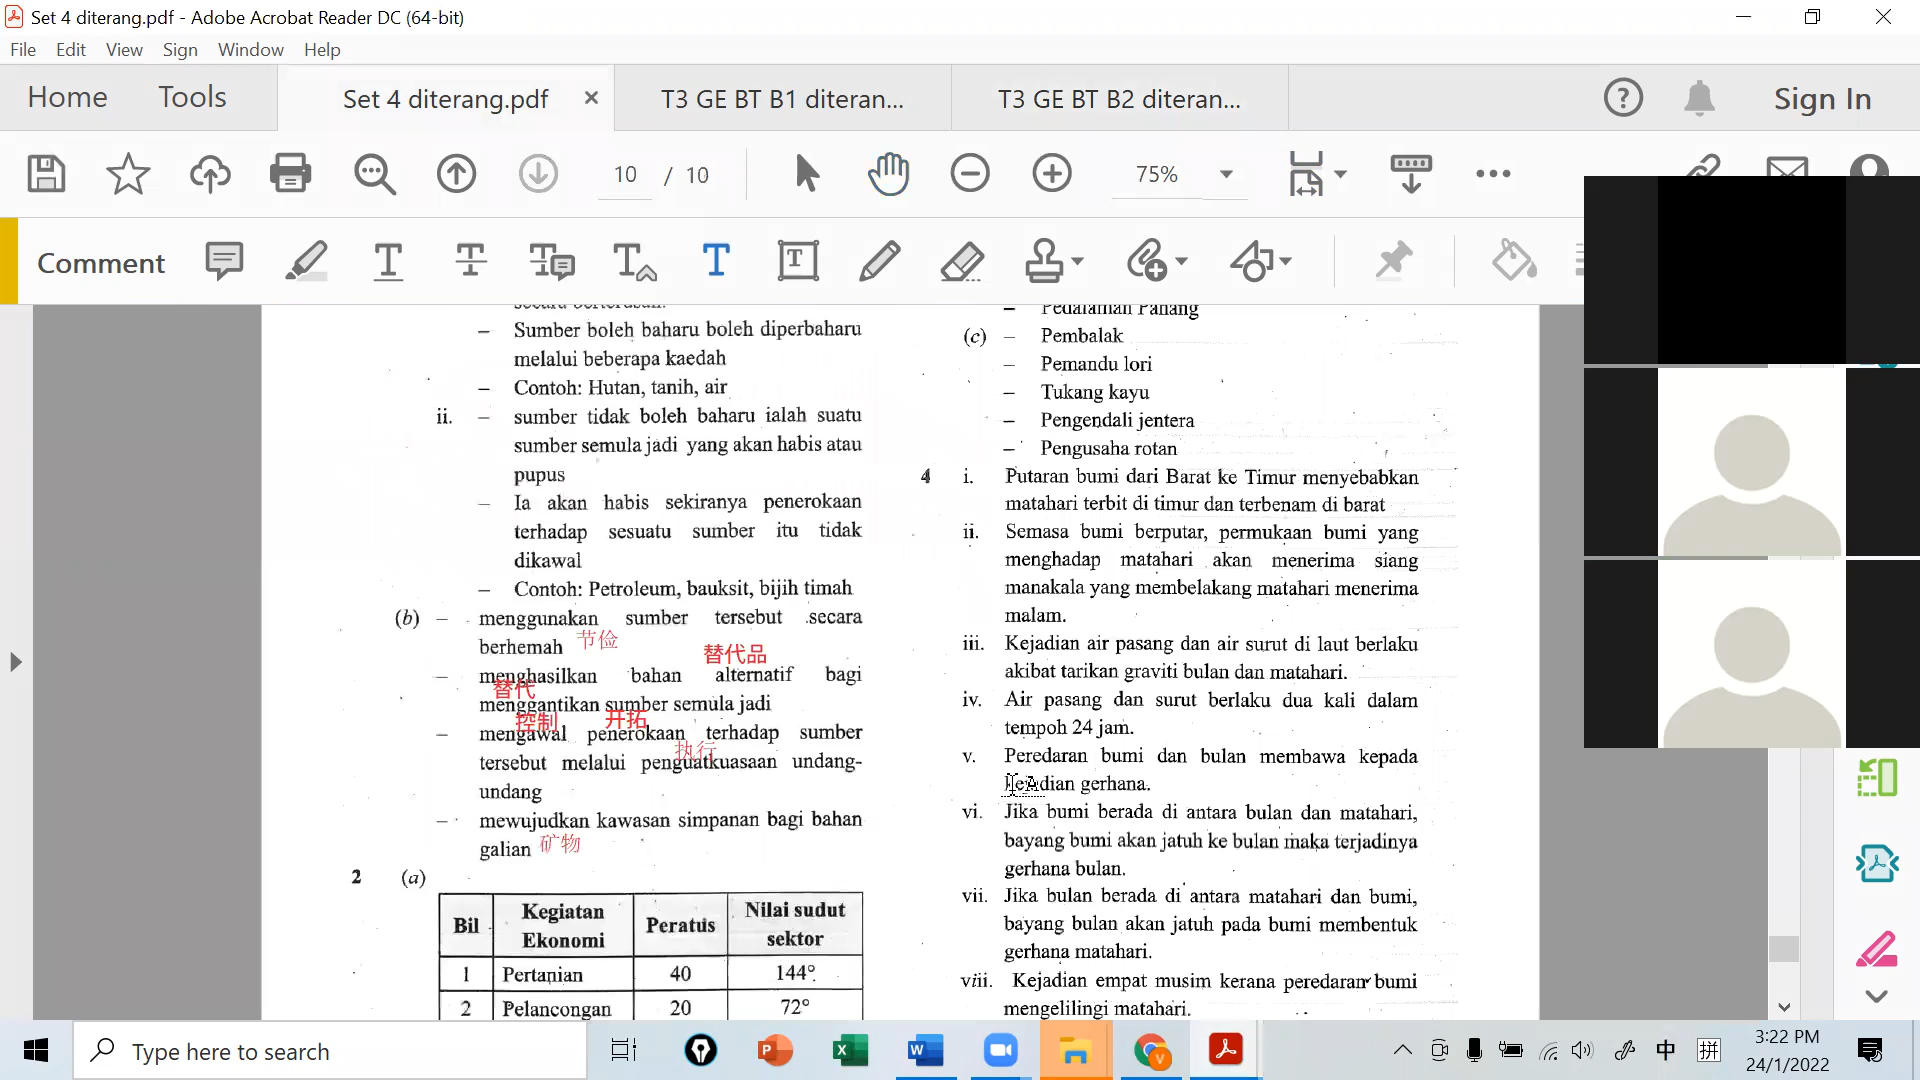 Set 4 diterang.pdf - Adobe Acrobat Reader DC (64-bit)
File Edit View Sign Window Help
Home Tools Set 4 diterang.pdf × T3 GE BT B1 diteran... T3 GE BT B2 diteran... Sign In
10 / 10 75%
Comment
– Sumber boleh baharu boleh diperbaharu
melalui beberapa kaedah
– Contoh: Hutan, tanih, air
ii. – sumber tidak boleh baharu ialah suatu
sumber semula jadi yang akan habis atau
pupus
– Ia akan habis sekiranya penerokaan
terhadap sesuatu sumber itu tidak
dikawal
– Contoh: Petroleum, bauksit, bijih timah
(b) – menggunakan sumber tersebut secara
berhemah 节俭
替代品
– menghasilkan bahan alternatif bagi
替代
menggantikan sumber semula jadi
控制 开拓
– mengawal penerokaan terhadap sumber
执行
tersebut melalui penguatkuasaan undang-
undang
– mewujudkan kawasan simpanan bagi bahan
galian 矿物
2 (a)
Bil Kegiatan Ekonomi Peratus Nilai sudut sektor
1 Pertanian 40 144°
2 Pelancongan 20 72°
– Pedalaman Pahang
(c) – Pembalak
– Pemandu lori
– Tukang kayu
– Pengendali jentera
– Pengusaha rotan
4 i. Putaran bumi dari Barat ke Timur menyebabkan
matahari terbit di timur dan terbenam di barat
ii. Semasa bumi berputar, permukaan bumi yang
menghadap matahari akan menerima siang
manakala yang membelakang matahari menerima
malam.
iii. Kejadian air pasang dan air surut di laut berlaku
akibat tarikan graviti bulan dan matahari.
iv. Air pasang dan surut berlaku dua kali dalam
tempoh 24 jam.
v. Peredaran bumi dan bulan membawa kepada
kejadian gerhana.
vi. Jika bumi berada di antara bulan dan matahari,
bayang bumi akan jatuh ke bulan maka terjadinya
gerhana bulan.
vii. Jika bulan berada di antara matahari dan bumi,
bayang bulan akan jatuh pada bumi membentuk
gerhana matahari.
viii. Kejadian empat musim kerana peredaran bumi
mengelilingi matahari.
Type here to search
中 拼 3:22 PM
24/1/2022